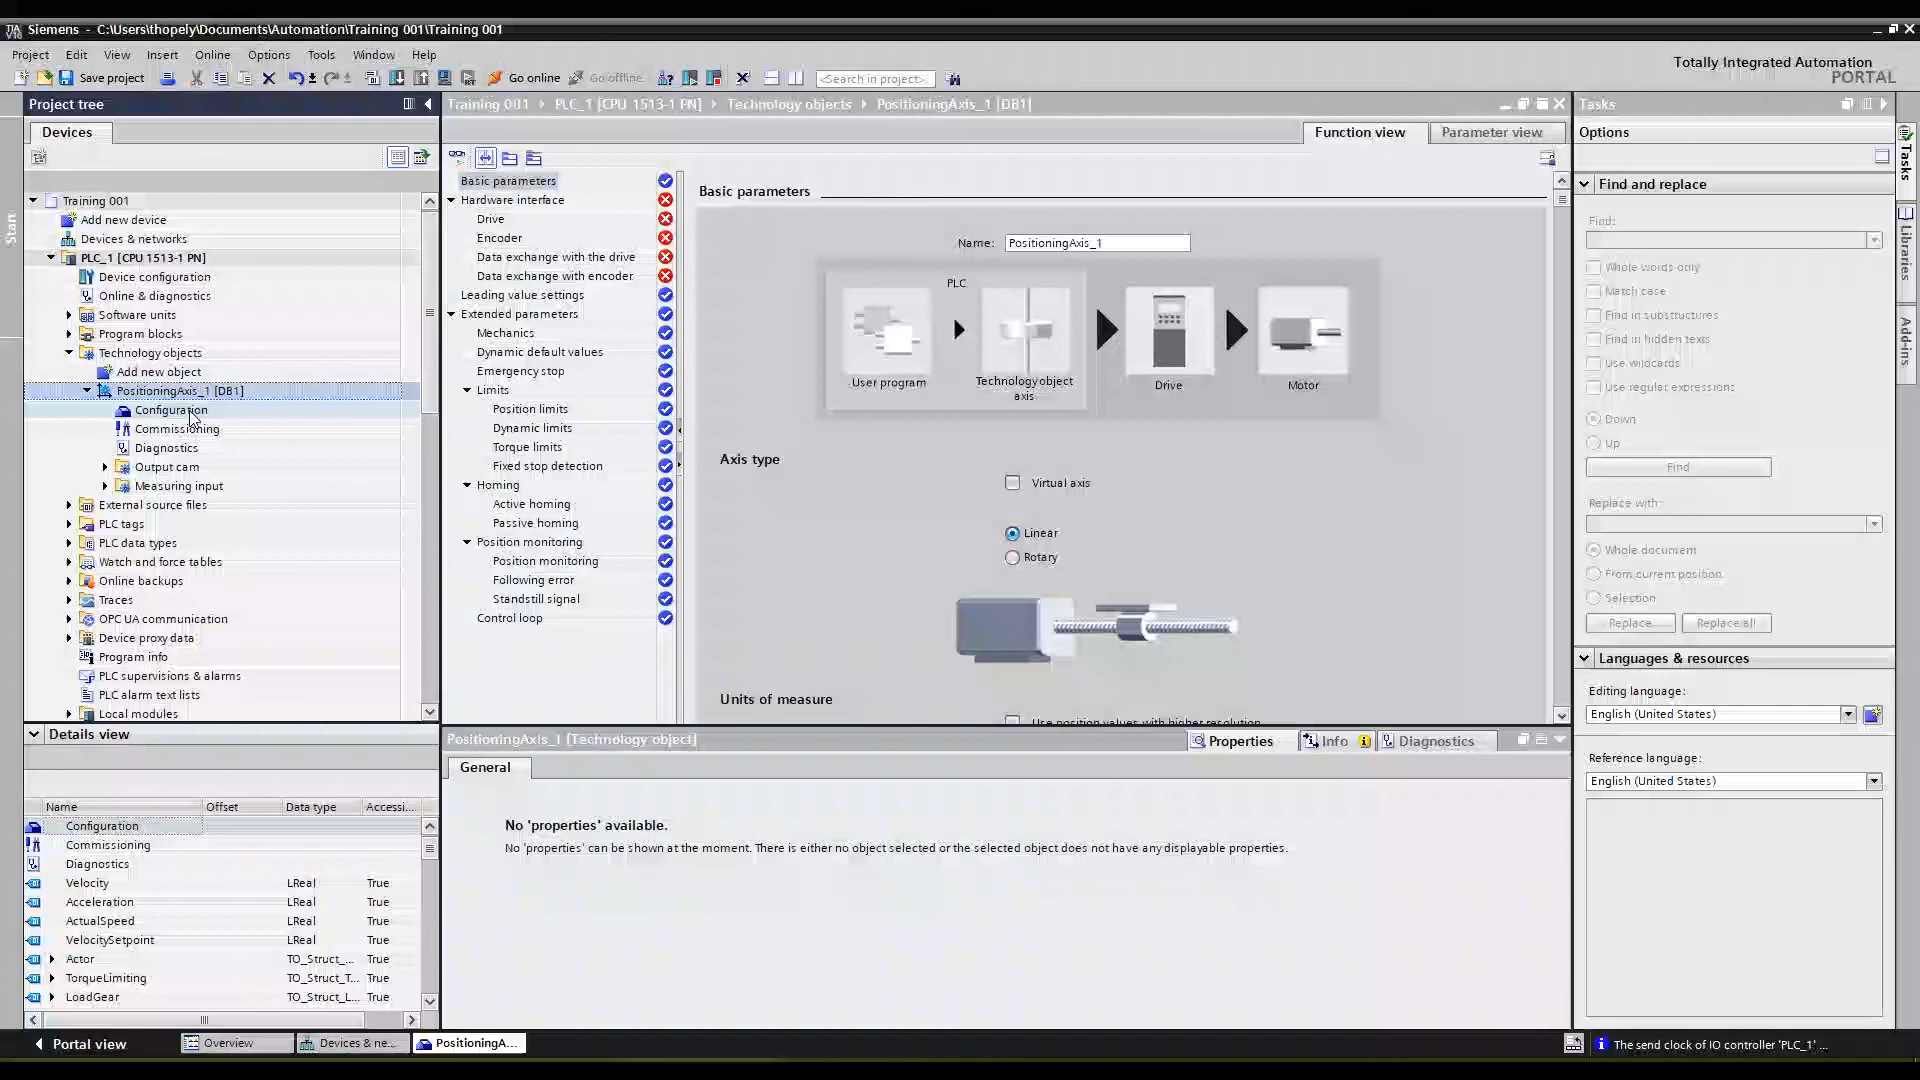 Siemens - C:\Users\thopely\Documents\Automation\Training 001\Training 001
Project Edit View Insert Online Options Tools Window Help
Save project
Go online
Go offline
<Search in project>
Totally Integrated Automation
PORTAL
Project tree
Devices
Start
Training 001
Add new device
Devices & networks
PLC_1 [CPU 1513-1 PN]
Device configuration
Online & diagnostics
Software units
Program blocks
Technology objects
Add new object
PositioningAxis_1 [DB1]
Configuration
Commissioning
Diagnostics
Output cam
Measuring input
External source files
PLC tags
PLC data types
Watch and force tables
Online backups
Traces
OPC UA communication
Device proxy data
Program info
PLC supervisions & alarms
PLC alarm text lists
Local modules
Details view
Name Offset Data type Accessi...
Configuration
Commissioning
Diagnostics
Velocity LReal True
Acceleration LReal True
ActualSpeed LReal True
VelocitySetpoint LReal True
Actor TO_Struct_... True
TorqueLimiting TO_Struct_T... True
LoadGear TO_Struct_L... True
Training 001 PLC_1 [CPU 1513-1 PN] Technology objects PositioningAxis_1 [DB1]
Function view
Parameter view
Basic parameters
Hardware interface
Drive
Encoder
Data exchange with the drive
Data exchange with encoder
Leading value settings
Extended parameters
Mechanics
Dynamic default values
Emergency stop
Limits
Position limits
Dynamic limits
Torque limits
Fixed stop detection
Homing
Active homing
Passive homing
Position monitoring
Position monitoring
Following error
Standstill signal
Control loop
Basic parameters
Name: PositioningAxis_1
PLC
User program
Technology object
axis
Drive
Motor
Axis type
Virtual axis
Linear
Rotary
Units of measure
Use position values with higher resolution
PositioningAxis_1 [Technology object]
Properties
Info
Diagnostics
General
No 'properties' available.
No 'properties' can be shown at the moment. There is either no object selected or the selected object does not have any displayable properties.
Tasks
Options
Find and replace
Find:
Whole words only
Match case
Find in substructures
Find in hidden texts
Use wildcards
Use regular expressions
Down
Up
Find
Replace with:
Whole document
From current position
Selection
Replace
Replace all
Languages & resources
Editing language:
English (United States)
Reference language:
English (United States)
Tasks
Libraries
Add-ins
Portal view
Overview
Devices & ne...
PositioningA...
The send clock of IO controller 'PLC_1' ...